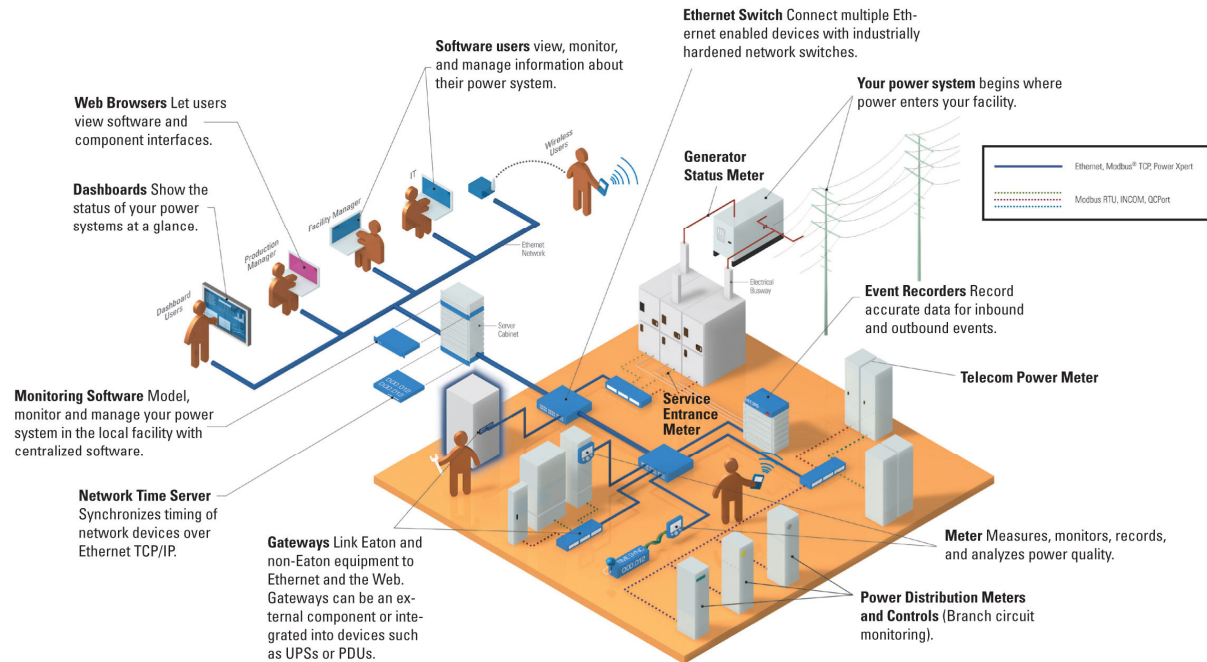 Ethernet Switch Connect multiple Eth-
ernet enabled devices with industrially
hardened network switches.
Software users view, monitor,
and manage information about
their power system.
Your power system begins where
power enters your facility.
Web Browsers Let users
view software and
component interfaces.
Wireless
Users
IT
Generator
Status Meter
Ethernet, Modbus® TCP, Power Xpert
Modbus RTU, INCOM, QCPort
Dashboards Show the
status of your power
systems at a glance.
Facility Manager
Production
Manager
Dashboard
Users
Ethernet
Network
Electrical
Busway
Event Recorders Record
accurate data for inbound
and outbound events.
Server
Cabinet
Telecom Power Meter
Monitoring Software Model,
monitor and manage your power
system in the local facility with
centralized software.
Service
Entrance
Meter
Network Time Server
Synchronizes timing of
network devices over
Ethernet TCP/IP.
Gateways Link Eaton and
non-Eaton equipment to
Ethernet and the Web.
Gateways can be an ex-
ternal component or inte-
grated into devices such
as UPSs or PDUs.
Meter Measures, monitors, records,
and analyzes power quality.
Power Distribution Meters
and Controls (Branch circuit
monitoring).